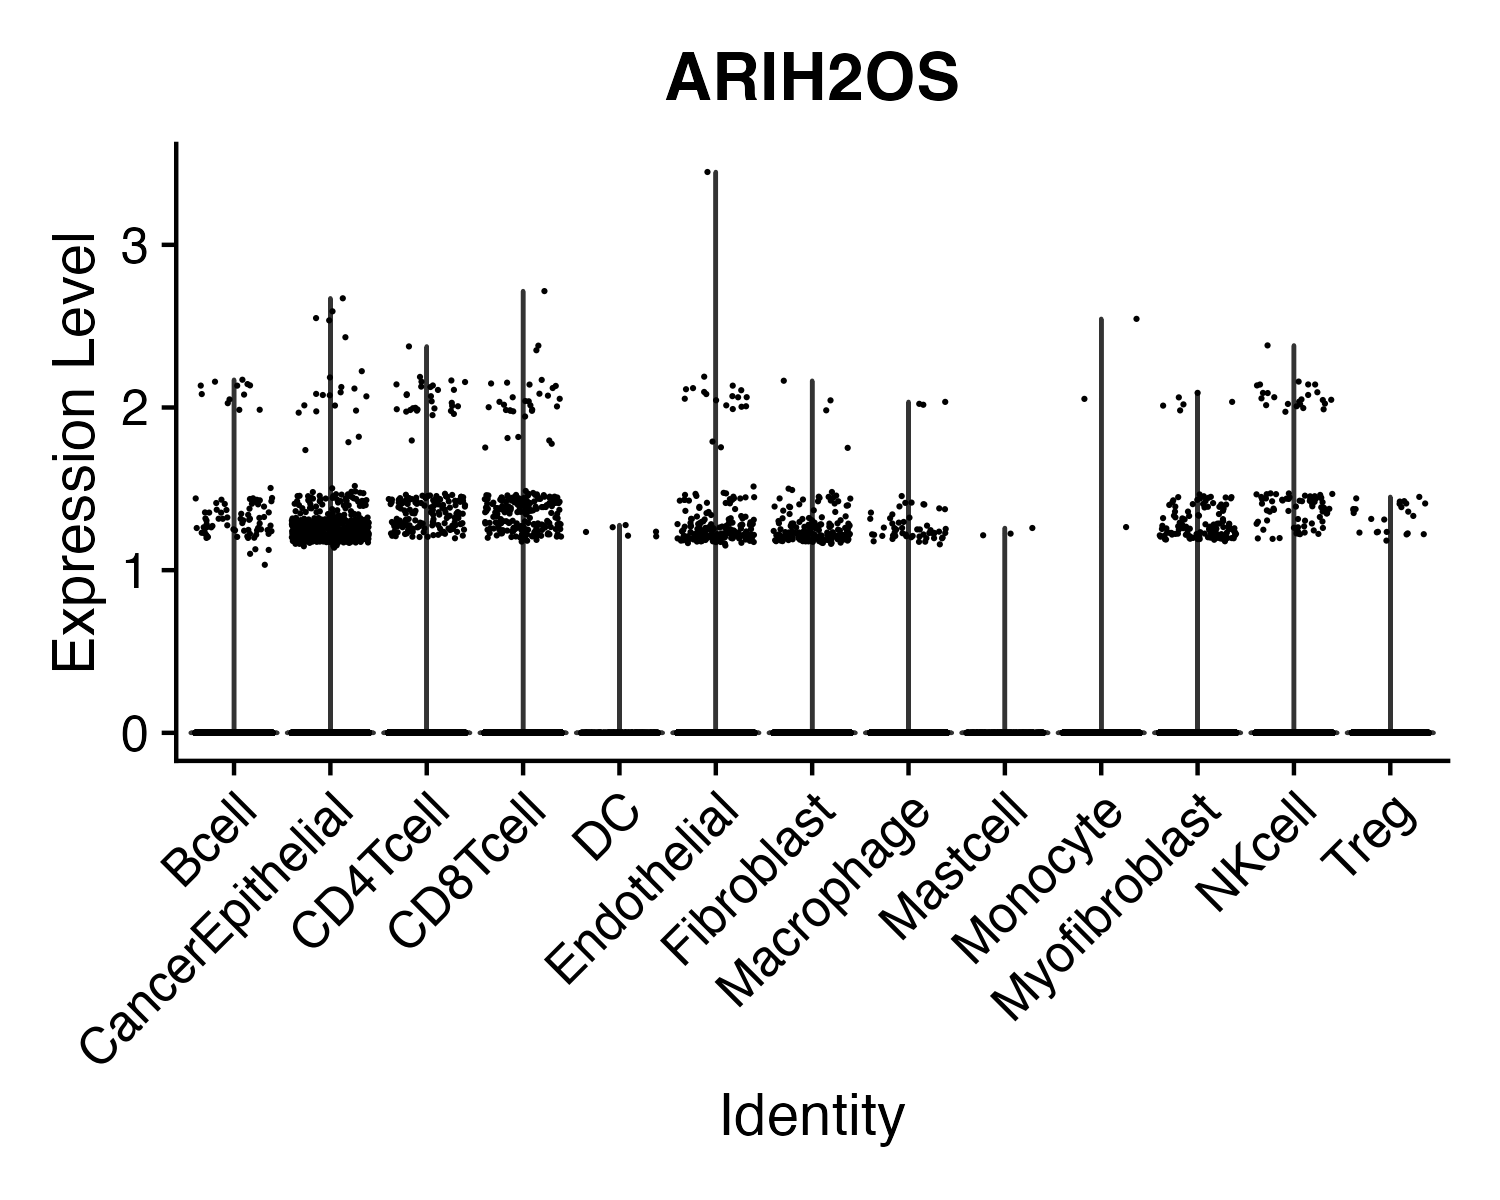 ARIH2OS
Expression Level
3
2
1
0
Bcell
CancerEpithelial
CD4Tcell
CD8Tcell
DC
Endothelial
Fibroblast
Macrophage
Mastcell
Monocyte
Myofibroblast
NKcell
Treg
Identity